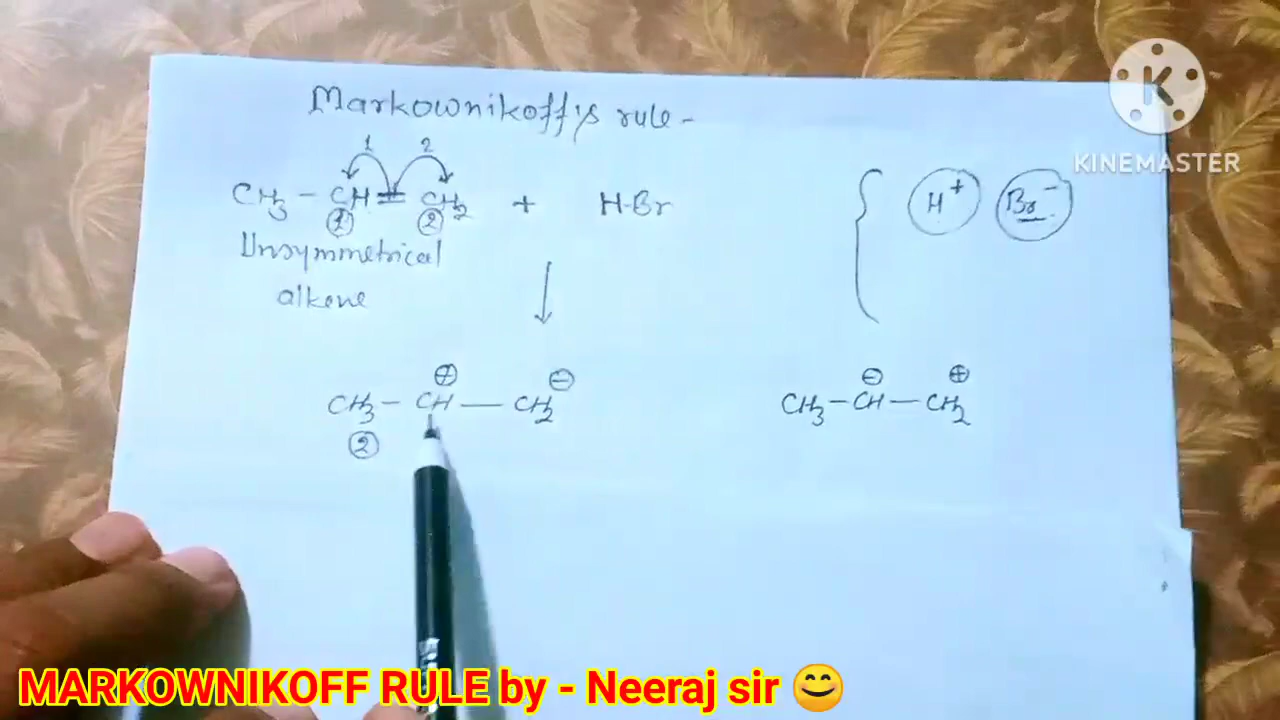 Markownikoff's rule -
1 2
CH3 - CH = CH2 + H-Br { H+ Br-
① ②
Unsymmetrical
alkene
⊕ ⊖ ⊖ ⊕
CH3 - CH — CH2 CH3 - CH - CH2
②
K
KINEMASTER
MARKOWNIKOFF RULE by - Neeraj sir 😊